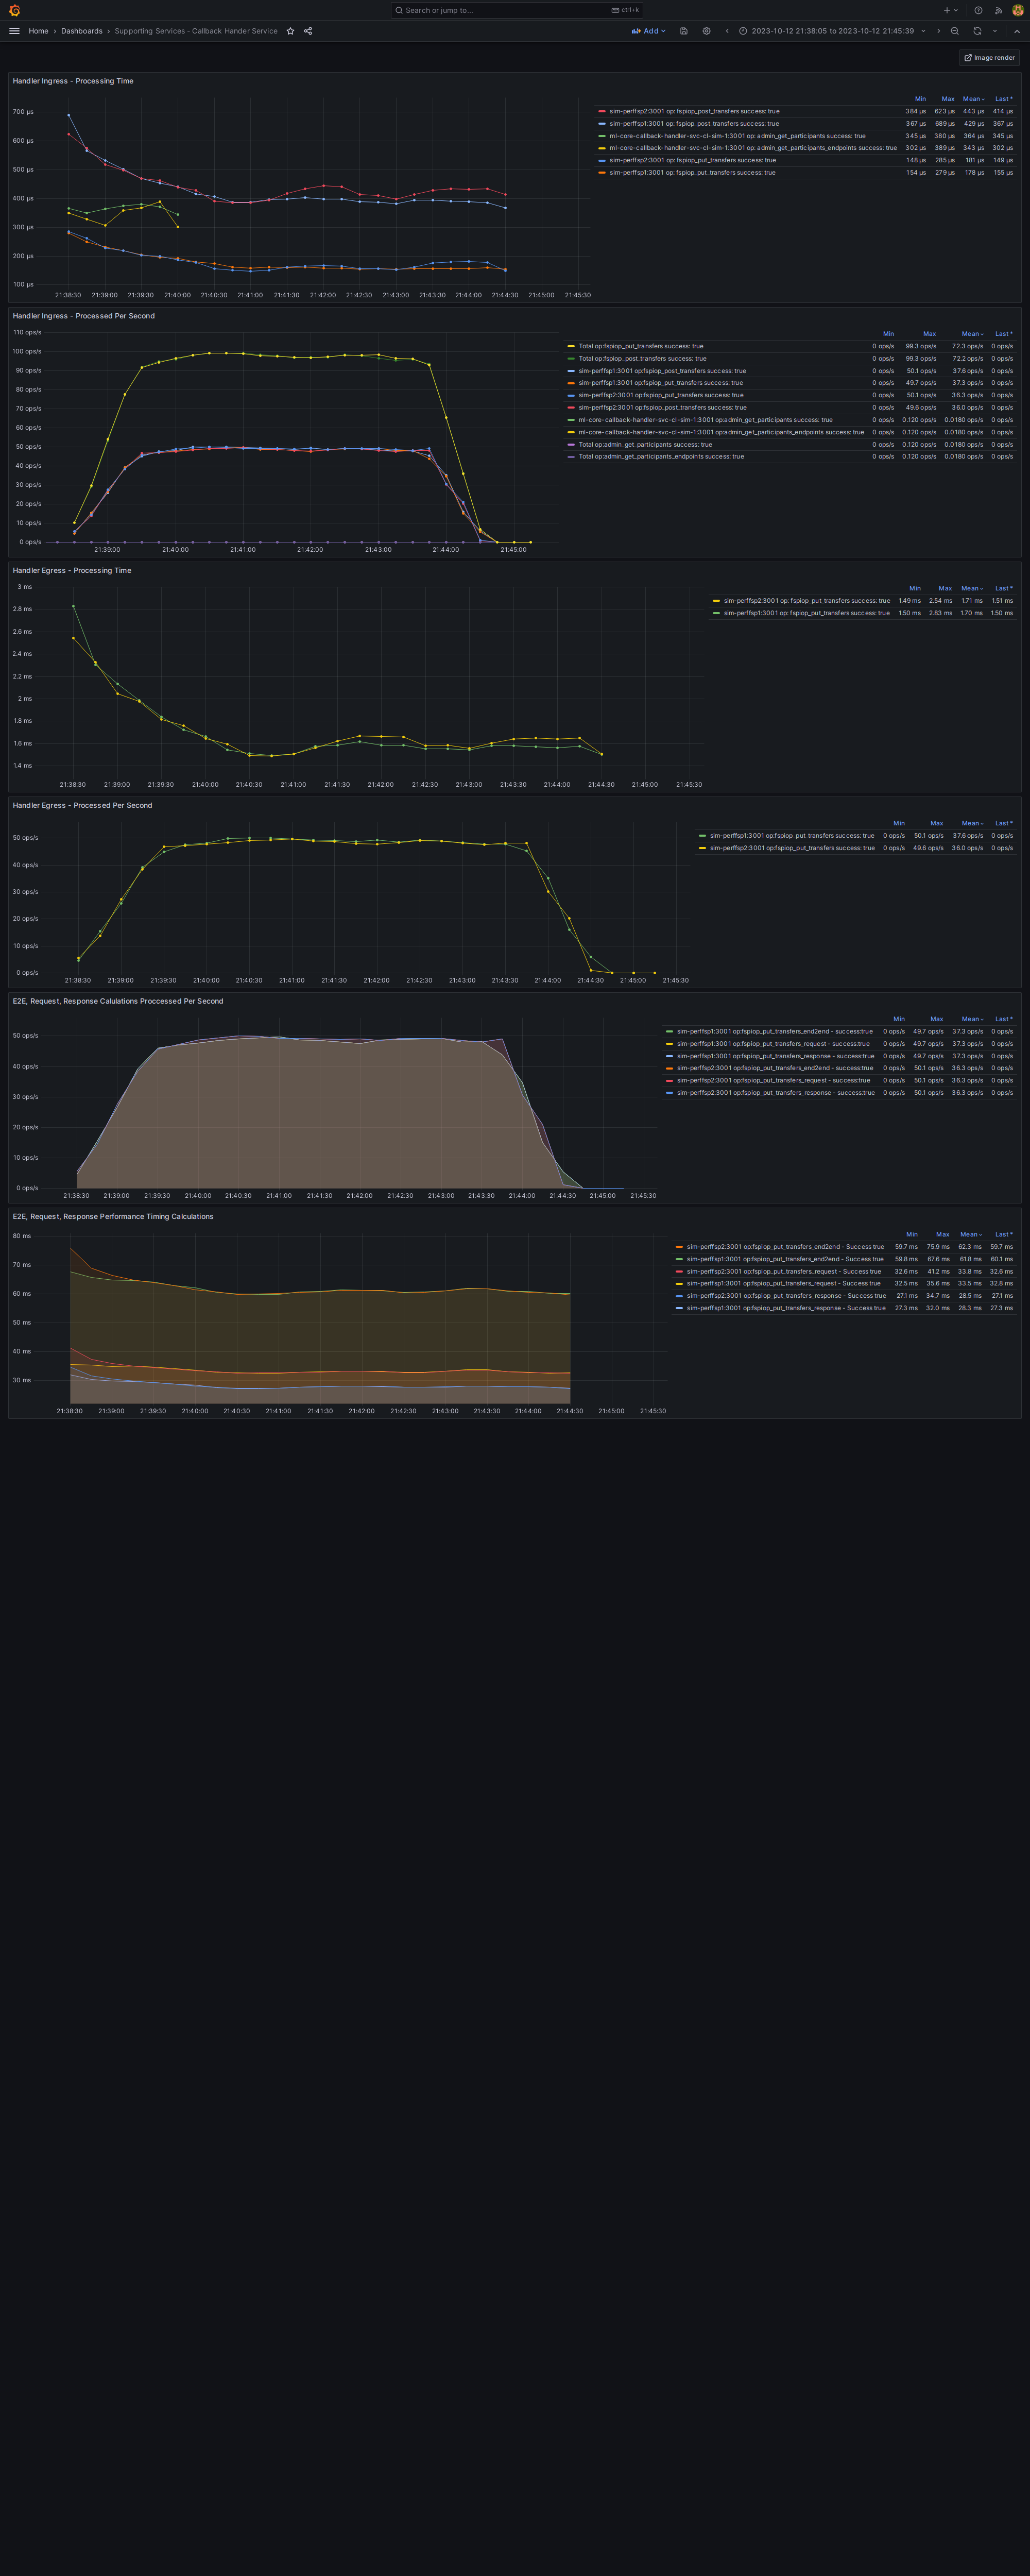 Search or jump to...
ctrl+k
Home › Dashboards › Supporting Services - Callback Hander Service
Add
2023-10-12 21:38:05 to 2023-10-12 21:45:39
Image render
Handler Ingress - Processing Time
700 µs
600 µs
500 µs
400 µs
300 µs
200 µs
100 µs
21:38:30 21:39:00 21:39:30 21:40:00 21:40:30 21:41:00 21:41:30 21:42:00 21:42:30 21:43:00 21:43:30 21:44:00 21:44:30 21:45:00 21:45:30
Min Max Mean Last *
sim-perffsp2:3001 op: fspiop_post_transfers success: true 384 µs 623 µs 443 µs 414 µs
sim-perffsp1:3001 op: fspiop_post_transfers success: true 367 µs 689 µs 429 µs 367 µs
ml-core-callback-handler-svc-cl-sim-1:3001 op: admin_get_participants success: true 345 µs 380 µs 364 µs 345 µs
ml-core-callback-handler-svc-cl-sim-1:3001 op: admin_get_participants_endpoints success: true 302 µs 389 µs 343 µs 302 µs
sim-perffsp2:3001 op: fspiop_put_transfers success: true 148 µs 285 µs 181 µs 149 µs
sim-perffsp1:3001 op: fspiop_put_transfers success: true 154 µs 279 µs 178 µs 155 µs
Handler Ingress - Processed Per Second
110 ops/s
100 ops/s
90 ops/s
80 ops/s
70 ops/s
60 ops/s
50 ops/s
40 ops/s
30 ops/s
20 ops/s
10 ops/s
0 ops/s
21:39:00 21:40:00 21:41:00 21:42:00 21:43:00 21:44:00 21:45:00
Min Max Mean Last *
Total op:fspiop_put_transfers success: true 0 ops/s 99.3 ops/s 72.3 ops/s 0 ops/s
Total op:fspiop_post_transfers success: true 0 ops/s 99.3 ops/s 72.2 ops/s 0 ops/s
sim-perffsp1:3001 op:fspiop_post_transfers success: true 0 ops/s 50.1 ops/s 37.6 ops/s 0 ops/s
sim-perffsp1:3001 op:fspiop_put_transfers success: true 0 ops/s 49.7 ops/s 37.3 ops/s 0 ops/s
sim-perffsp2:3001 op:fspiop_put_transfers success: true 0 ops/s 50.1 ops/s 36.3 ops/s 0 ops/s
sim-perffsp2:3001 op:fspiop_post_transfers success: true 0 ops/s 49.6 ops/s 36.0 ops/s 0 ops/s
ml-core-callback-handler-svc-cl-sim-1:3001 op:admin_get_participants success: true 0 ops/s 0.120 ops/s 0.0180 ops/s 0 ops/s
ml-core-callback-handler-svc-cl-sim-1:3001 op:admin_get_participants_endpoints success: true 0 ops/s 0.120 ops/s 0.0180 ops/s 0 ops/s
Total op:admin_get_participants success: true 0 ops/s 0.120 ops/s 0.0180 ops/s 0 ops/s
Total op:admin_get_participants_endpoints success: true 0 ops/s 0.120 ops/s 0.0180 ops/s 0 ops/s
Handler Egress - Processing Time
3 ms
2.8 ms
2.6 ms
2.4 ms
2.2 ms
2 ms
1.8 ms
1.6 ms
1.4 ms
21:38:30 21:39:00 21:39:30 21:40:00 21:40:30 21:41:00 21:41:30 21:42:00 21:42:30 21:43:00 21:43:30 21:44:00 21:44:30 21:45:00 21:45:30
Min Max Mean Last *
sim-perffsp2:3001 op: fspiop_put_transfers success: true 1.49 ms 2.54 ms 1.71 ms 1.51 ms
sim-perffsp1:3001 op: fspiop_put_transfers success: true 1.50 ms 2.83 ms 1.70 ms 1.50 ms
Handler Egress - Processed Per Second
50 ops/s
40 ops/s
30 ops/s
20 ops/s
10 ops/s
0 ops/s
21:38:30 21:39:00 21:39:30 21:40:00 21:40:30 21:41:00 21:41:30 21:42:00 21:42:30 21:43:00 21:43:30 21:44:00 21:44:30 21:45:00 21:45:30
Min Max Mean Last *
sim-perffsp1:3001 op:fspiop_put_transfers success: true 0 ops/s 50.1 ops/s 37.6 ops/s 0 ops/s
sim-perffsp2:3001 op:fspiop_put_transfers success: true 0 ops/s 49.6 ops/s 36.0 ops/s 0 ops/s
E2E, Request, Response Calulations Proccessed Per Second
50 ops/s
40 ops/s
30 ops/s
20 ops/s
10 ops/s
0 ops/s
21:38:30 21:39:00 21:39:30 21:40:00 21:40:30 21:41:00 21:41:30 21:42:00 21:42:30 21:43:00 21:43:30 21:44:00 21:44:30 21:45:00 21:45:30
Min Max Mean Last *
sim-perffsp1:3001 op:fspiop_put_transfers_end2end - success:true 0 ops/s 49.7 ops/s 37.3 ops/s 0 ops/s
sim-perffsp1:3001 op:fspiop_put_transfers_request - success:true 0 ops/s 49.7 ops/s 37.3 ops/s 0 ops/s
sim-perffsp1:3001 op:fspiop_put_transfers_response - success:true 0 ops/s 49.7 ops/s 37.3 ops/s 0 ops/s
sim-perffsp2:3001 op:fspiop_put_transfers_end2end - success:true 0 ops/s 50.1 ops/s 36.3 ops/s 0 ops/s
sim-perffsp2:3001 op:fspiop_put_transfers_request - success:true 0 ops/s 50.1 ops/s 36.3 ops/s 0 ops/s
sim-perffsp2:3001 op:fspiop_put_transfers_response - success:true 0 ops/s 50.1 ops/s 36.3 ops/s 0 ops/s
E2E, Request, Response Performance Timing Calculations
80 ms
70 ms
60 ms
50 ms
40 ms
30 ms
21:38:30 21:39:00 21:39:30 21:40:00 21:40:30 21:41:00 21:41:30 21:42:00 21:42:30 21:43:00 21:43:30 21:44:00 21:44:30 21:45:00 21:45:30
Min Max Mean Last *
sim-perffsp2:3001 op:fspiop_put_transfers_end2end - Success true 59.7 ms 75.9 ms 62.3 ms 59.7 ms
sim-perffsp1:3001 op:fspiop_put_transfers_end2end - Success true 59.8 ms 67.6 ms 61.8 ms 60.1 ms
sim-perffsp2:3001 op:fspiop_put_transfers_request - Success true 32.6 ms 41.2 ms 33.8 ms 32.6 ms
sim-perffsp1:3001 op:fspiop_put_transfers_request - Success true 32.5 ms 35.6 ms 33.5 ms 32.8 ms
sim-perffsp2:3001 op:fspiop_put_transfers_response - Success true 27.1 ms 34.7 ms 28.5 ms 27.1 ms
sim-perffsp1:3001 op:fspiop_put_transfers_response - Success true 27.3 ms 32.0 ms 28.3 ms 27.3 ms